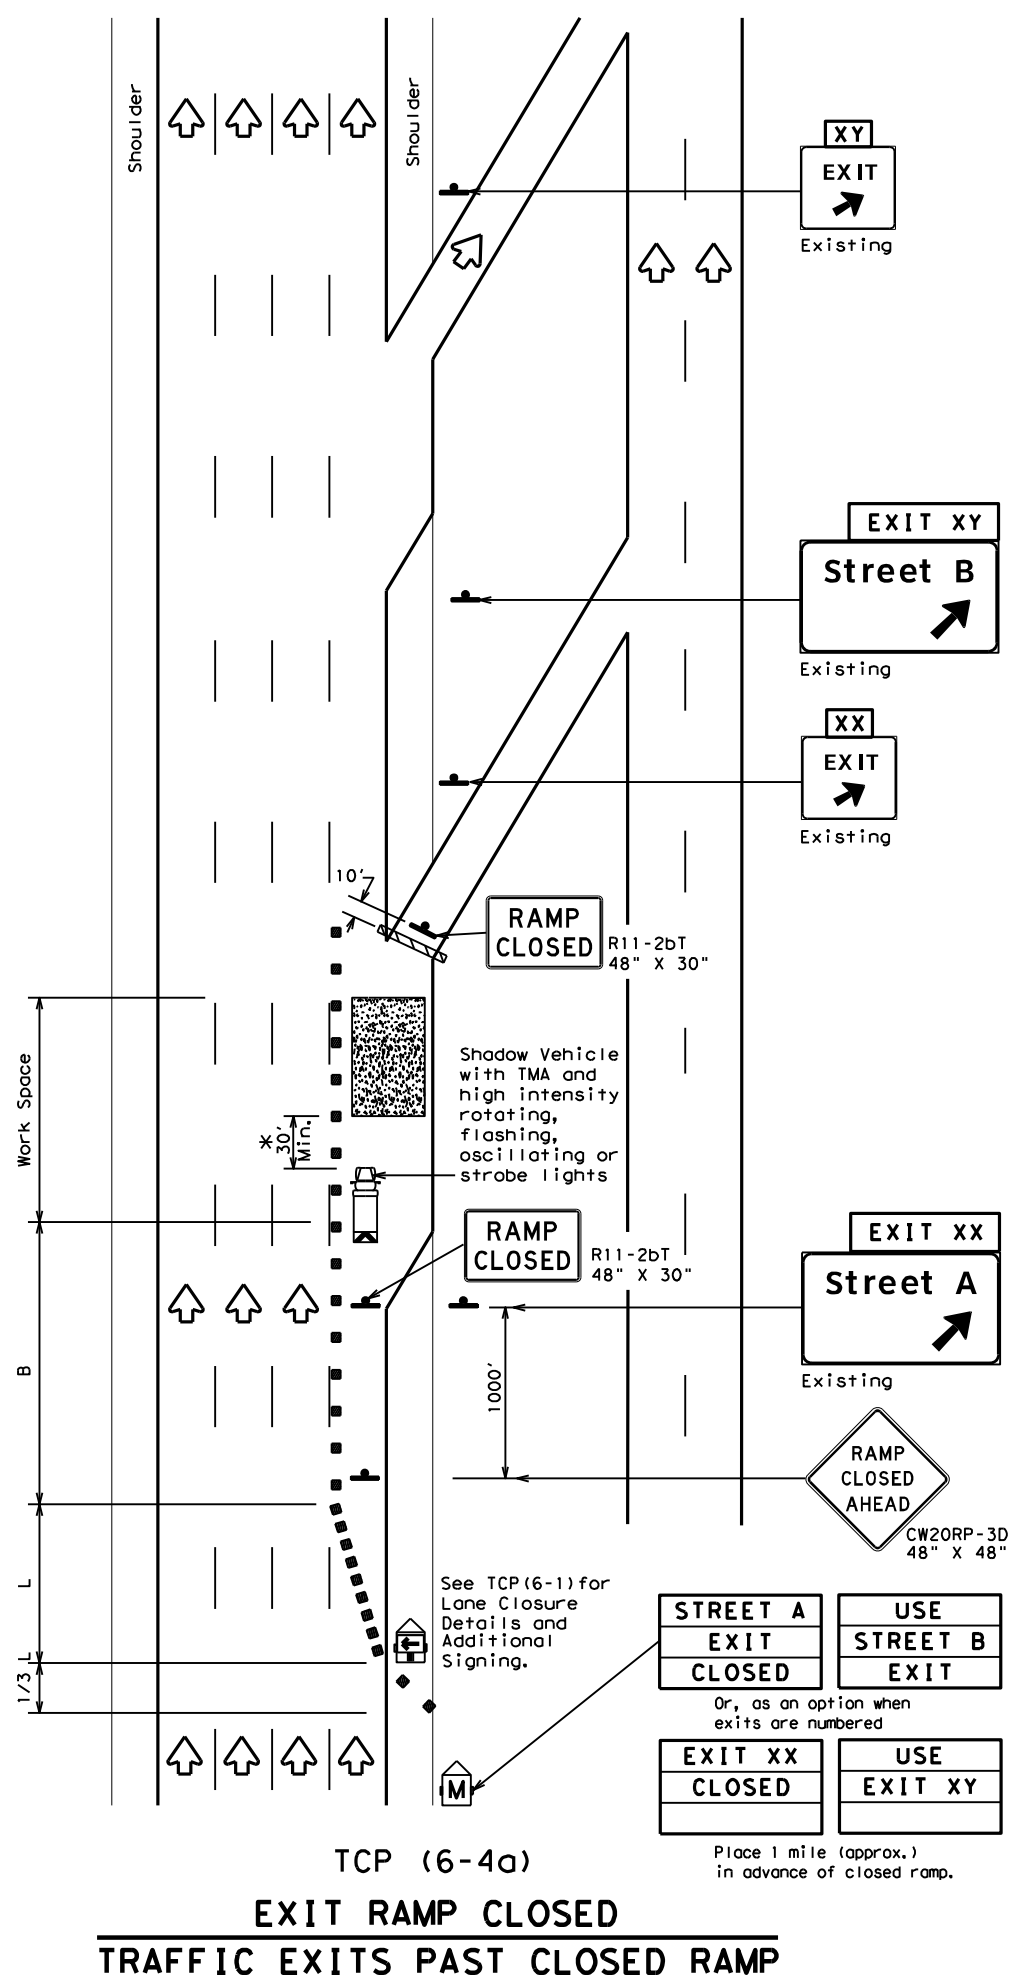 Shoulder
Shoulder
XY
EXIT
Existing
EXIT XY
Street B
Existing
XX
EXIT
Existing
10'
RAMP
CLOSED
R11-2bT
48" X 30"
Work Space
Shadow Vehicle
with TMA and
high intensity
rotating,
flashing,
oscillating or
strobe lights
*
30'
Min.
RAMP
CLOSED
R11-2bT
48" X 30"
EXIT XX
Street A
Existing
B
1000'
RAMP
CLOSED
AHEAD
CW20RP-3D
48" X 48"
L
See TCP(6-1)for
Lane Closure
Details and
Additional
Signing.
1/3 L
STREET A
EXIT
CLOSED
USE
STREET B
EXIT
Or, as an option when
exits are numbered
EXIT XX
CLOSED
USE
EXIT XY
M
Place 1 mile (approx.)
in advance of closed ramp.
TCP (6-4a)
EXIT RAMP CLOSED
TRAFFIC EXITS PAST CLOSED RAMP